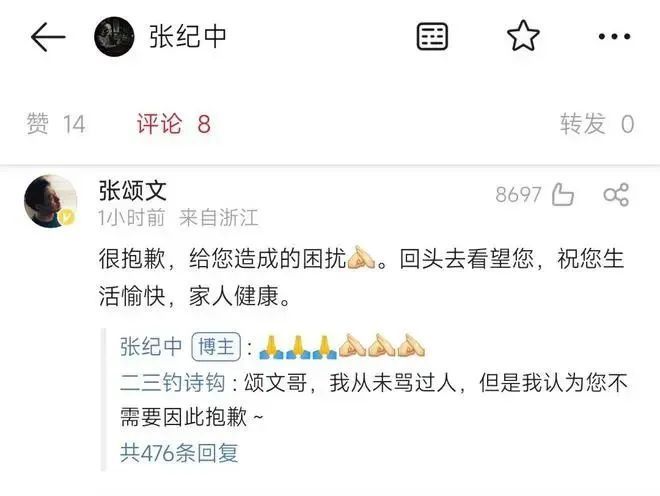 张纪中
赞 14 评论 8 转发 0
张颂文
8697
1小时前 来自浙江
很抱歉，给您造成的困扰🫱🏻‍🫲🏻。回头去看望您，祝您生
活愉快，家人健康。
张纪中 博主 : 🙏🙏🙏
二三钓诗钩 : 颂文哥，我从未骂过人，但是我认为您不
需要因此抱歉～
共476条回复